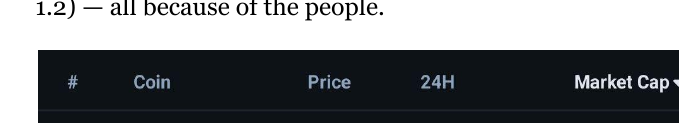 1.2) — all because of the people.
# Coin Price 24H Market Cap